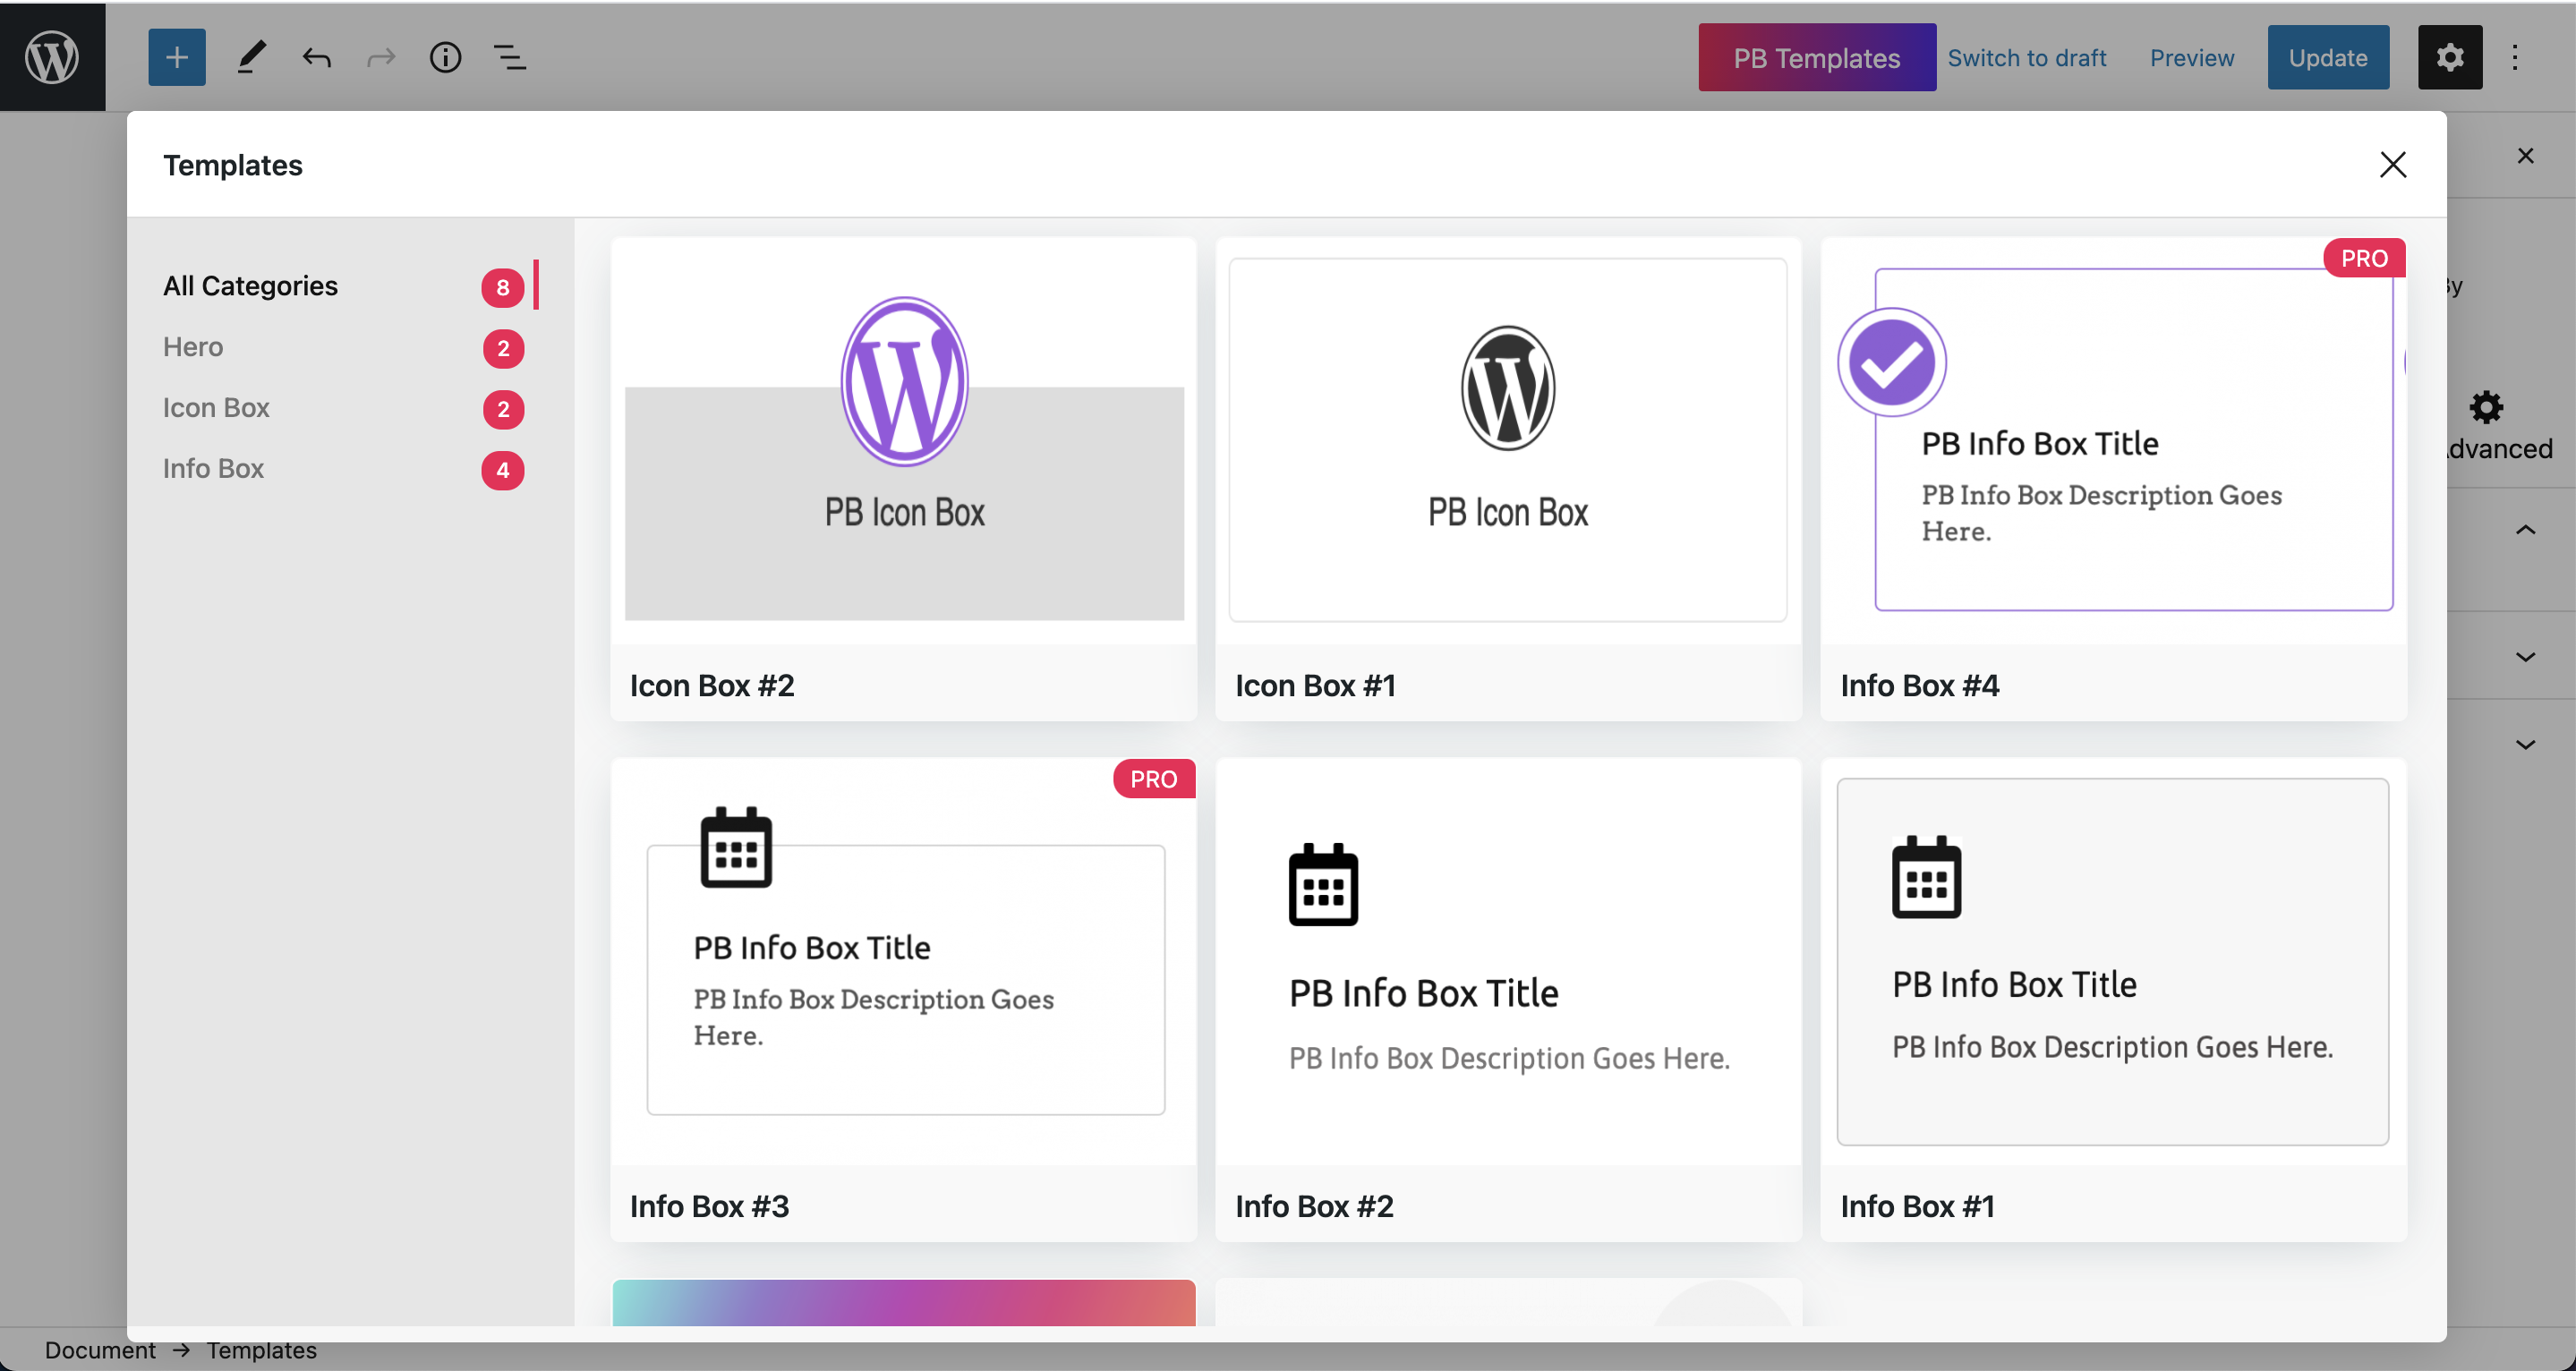 PB Templates
Switch to draft
Preview
Update
Templates
All Categories
8
Hero
2
Icon Box
2
Info Box
4
PB Icon Box
Icon Box #2
PB Icon Box
Icon Box #1
PRO
PB Info Box Title
PB Info Box Description Goes
Here.
Info Box #4
PRO
PB Info Box Title
PB Info Box Description Goes
Here.
Info Box #3
PB Info Box Title
PB Info Box Description Goes Here.
Info Box #2
PB Info Box Title
PB Info Box Description Goes Here.
Info Box #1
Document → Templates